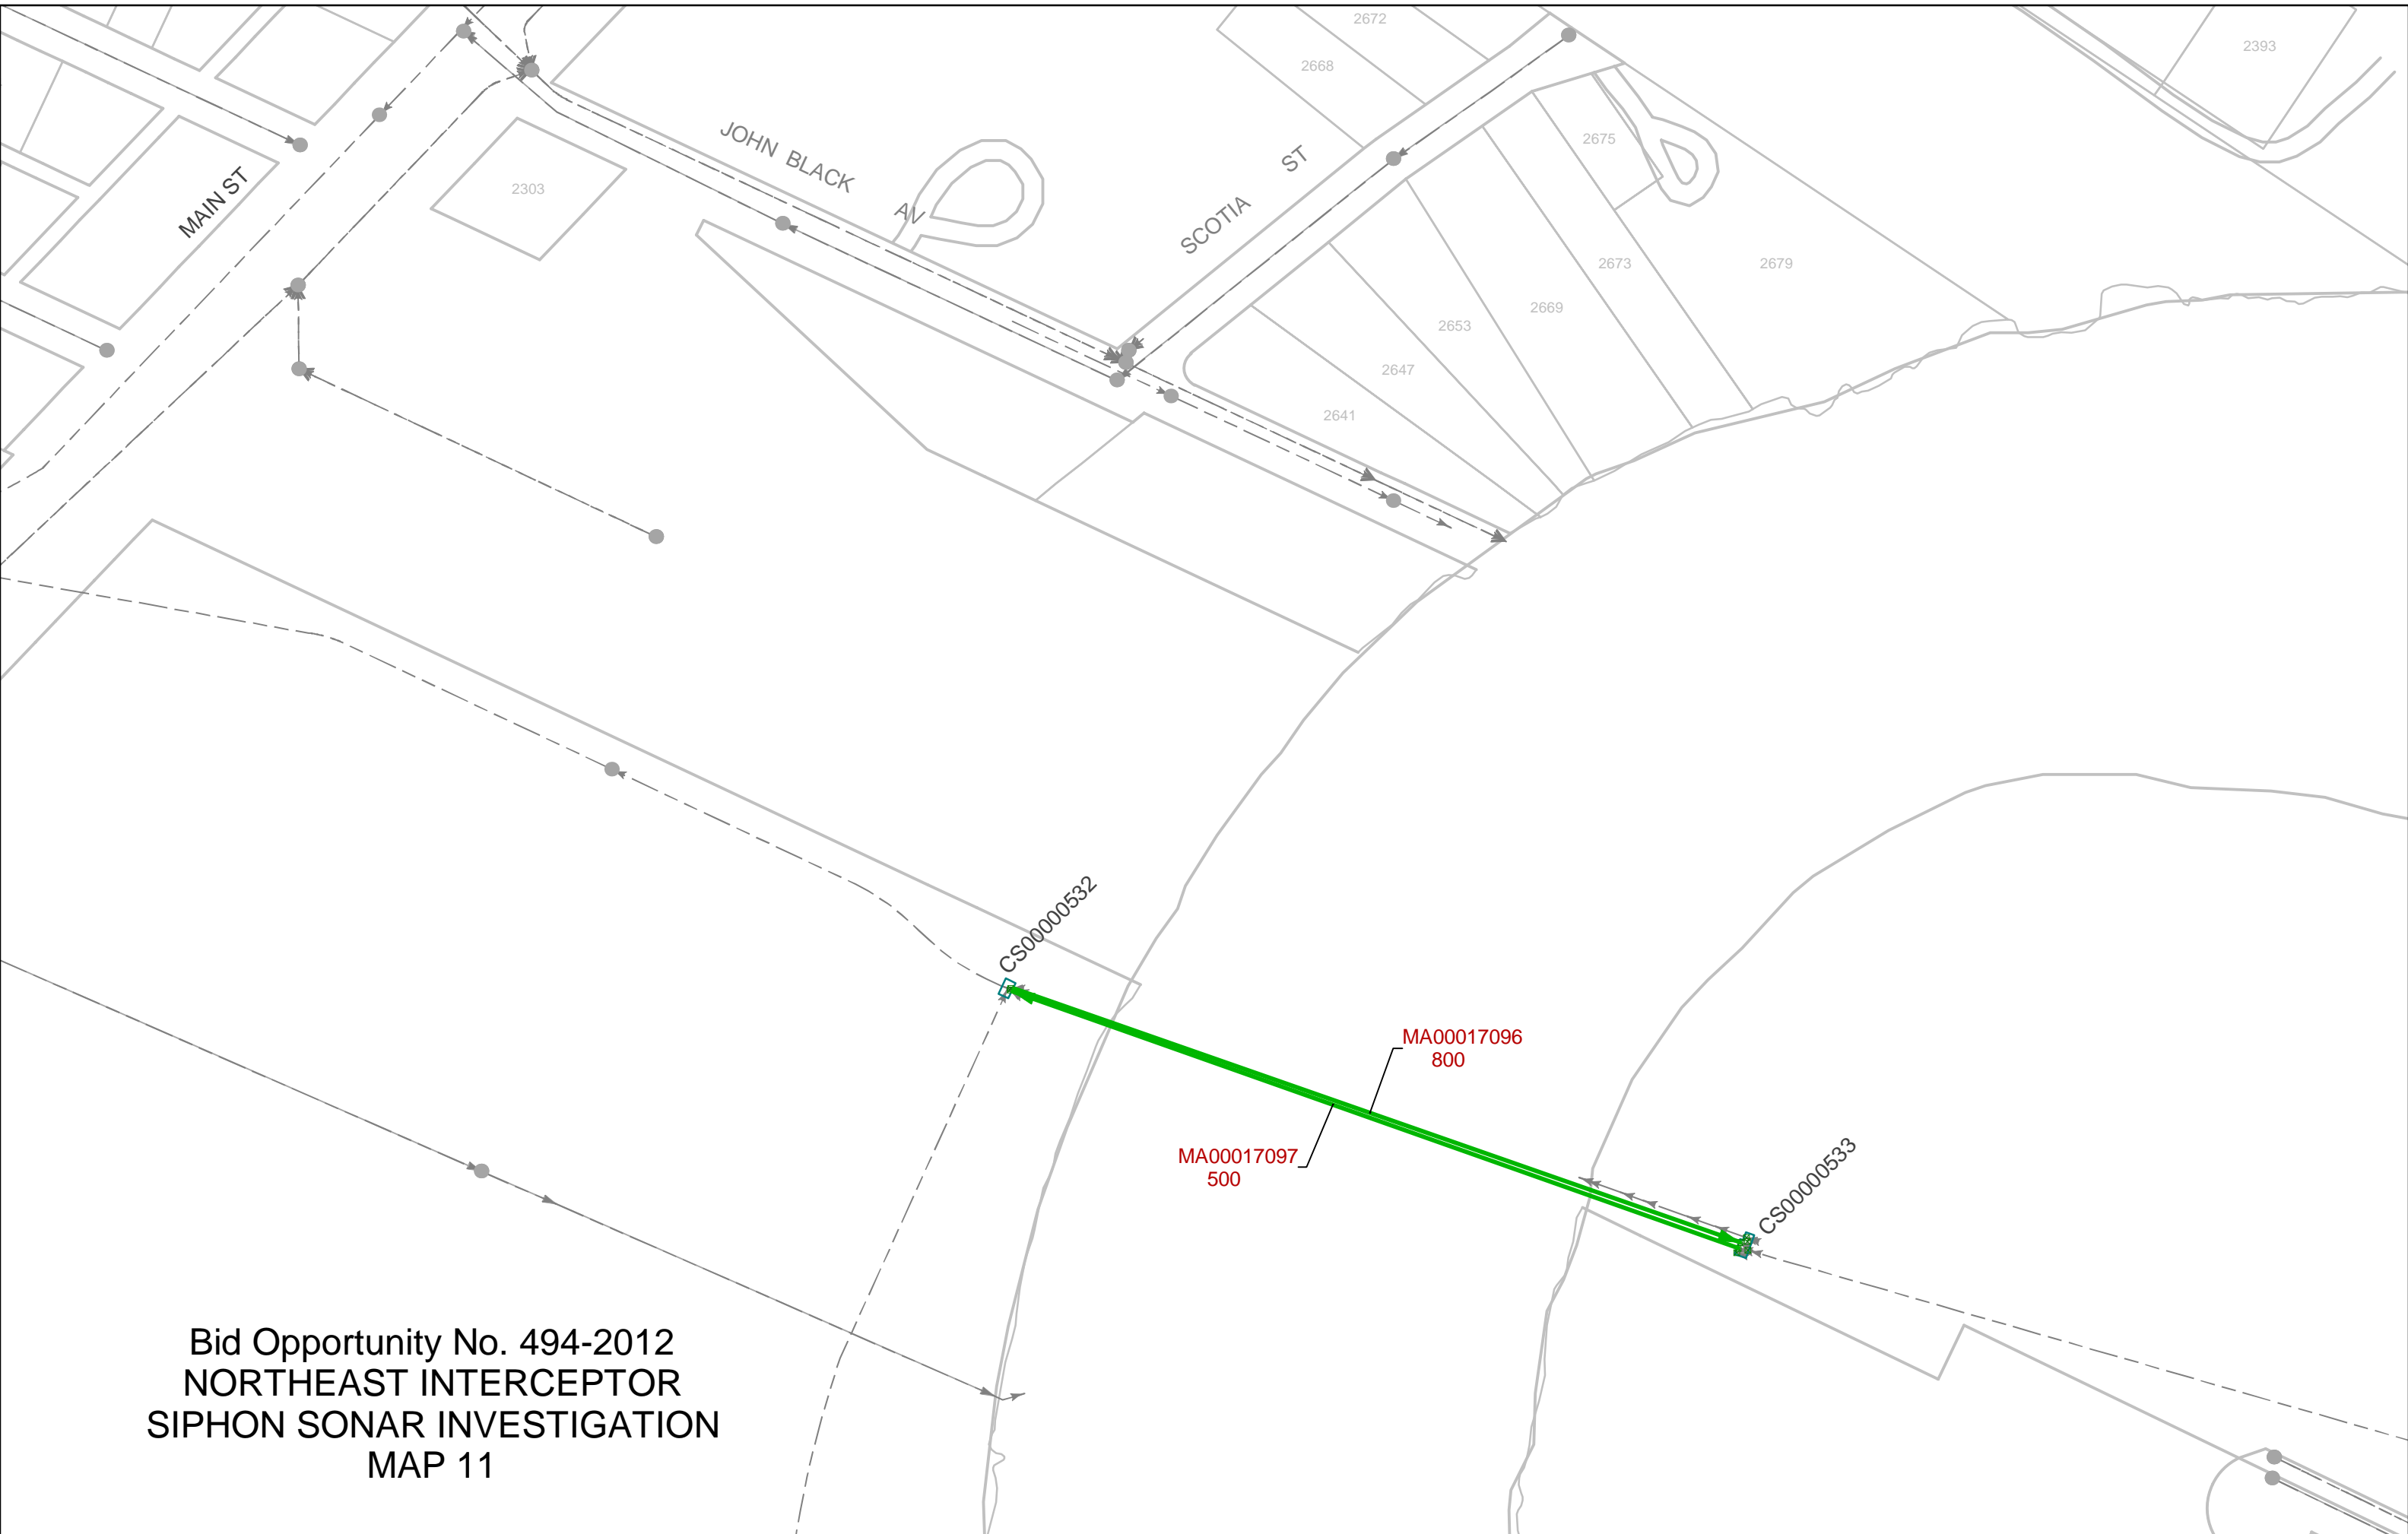 2672
2668
2393
2675
JOHN BLACK AV
SCOTIA ST
MAIN ST
2303
2679
2673
2669
2653
2647
2641
CS00000532
MA00017096
800
MA00017097
500
CS00000533
Bid Opportunity No. 494-2012
NORTHEAST INTERCEPTOR
SIPHON SONAR INVESTIGATION
MAP 11